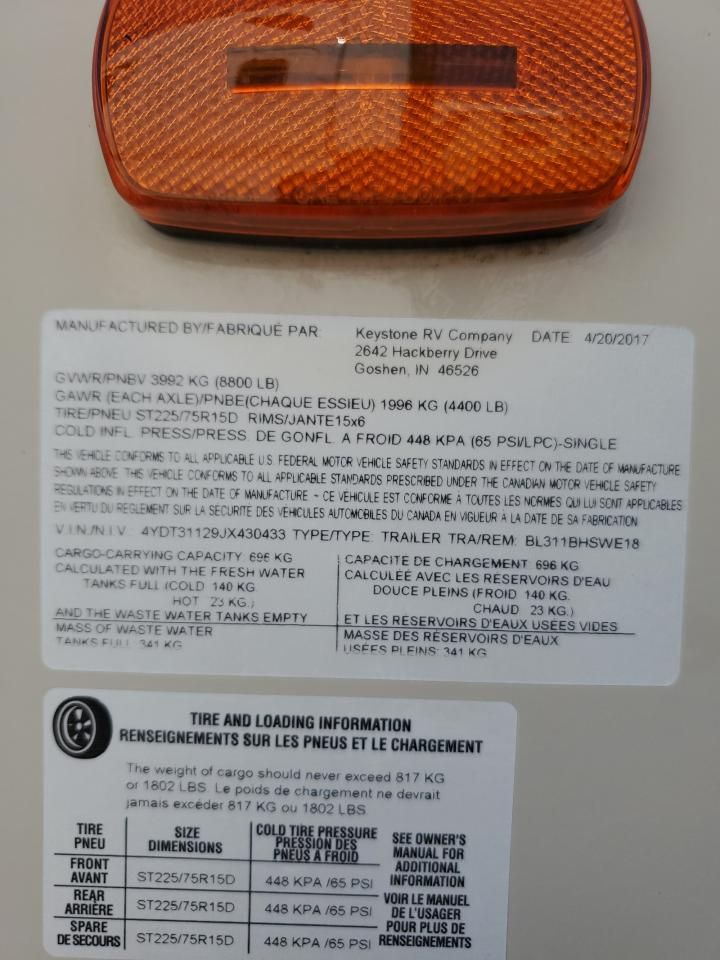 MANUFACTURED BY/FABRIQUÉ PAR: Keystone RV Company DATE: 4/20/2017
2642 Hackberry Drive
Goshen, IN 46526
GVWR/PNBV 3992 KG (8800 LB)
GAWR (EACH AXLE)/PNBE(CHAQUE ESSIEU) 1996 KG (4400 LB)
TIRE/PNEU ST225/75R15D RIMS/JANTE15x6
COLD INFL. PRESS/PRESS. DE GONFL. A FROID 448 KPA (65 PSI/LPC)-SINGLE
THIS VEHICLE CONFORMS TO ALL APPLICABLE U.S. FEDERAL MOTOR VEHICLE SAFETY STANDARDS IN EFFECT ON THE DATE OF MANUFACTURE
SHOWN ABOVE. THIS VEHICLE CONFORMS TO ALL APPLICABLE STANDARDS PRESCRIBED UNDER THE CANADIAN MOTOR VEHICLE SAFETY
REGULATIONS IN EFFECT ON THE DATE OF MANUFACTURE - CE VÉHICULE EST CONFORME À TOUTES LES NORMES QUI LUI SONT APPLICABLES
EN VERTU DU REGLEMENT SUR LA SECURITE DES VÉHICULES AUTOMOBILES DU CANADA EN VIGUEUR À LA DATE DE SA FABRICATION
V.I.N./N.I.V.: 4YDT31129JX430433 TYPE/TYPE: TRAILER TRA/REM: BL311BHSWE18
CARGO-CARRYING CAPACITY: 696 KG
CALCULATED WITH THE FRESH WATER
TANKS FULL (COLD 140 KG.
HOT 23 KG.)
AND THE WASTE WATER TANKS EMPTY
MASS OF WASTE WATER
TANKS FULL: 341 KG
CAPACITE DE CHARGEMENT: 696 KG
CALCULÉE AVEC LES RÉSERVOIRS D'EAU
DOUCE PLEINS (FROID 140 KG.
CHAUD 23 KG.)
ET LES RÉSERVOIRS D'EAUX USÉES VIDES
MASSE DES RÉSERVOIRS D'EAUX
USÉES PLEINS: 341 KG
TIRE AND LOADING INFORMATION
RENSEIGNEMENTS SUR LES PNEUS ET LE CHARGEMENT
The weight of cargo should never exceed 817 KG
or 1802 LBS. Le poids de chargement ne devrait
jamais excéder 817 KG ou 1802 LBS
TIRE PNEU SIZE DIMENSIONS COLD TIRE PRESSURE PRESSION DES PNEUS A FROID
FRONT AVANT ST225/75R15D 448 KPA /65 PSI
REAR ARRIÈRE ST225/75R15D 448 KPA /65 PSI
SPARE DE SECOURS ST225/75R15D 448 KPA /65 PSI
SEE OWNER'S
MANUAL FOR
ADDITIONAL
INFORMATION
VOIR LE MANUEL
DE L'USAGER
POUR PLUS DE
RENSEIGNEMENTS